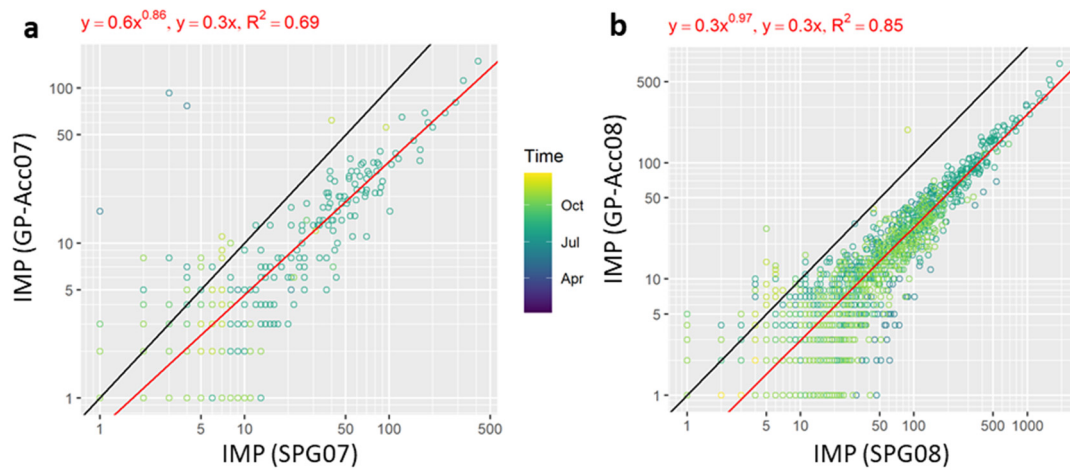 y = 0.6x^0.86, y = 0.3x, R² = 0.69
a
100
50
10
5
1
IMP (GP-Acc07)
1 5 10 50 100 500
IMP (SPG07)
Time
Oct
Jul
Apr
y = 0.3x^0.97, y = 0.3x, R² = 0.85
b
500
100
50
10
5
1
IMP (GP-Acc08)
1 5 10 50 100 500 1000
IMP (SPG08)